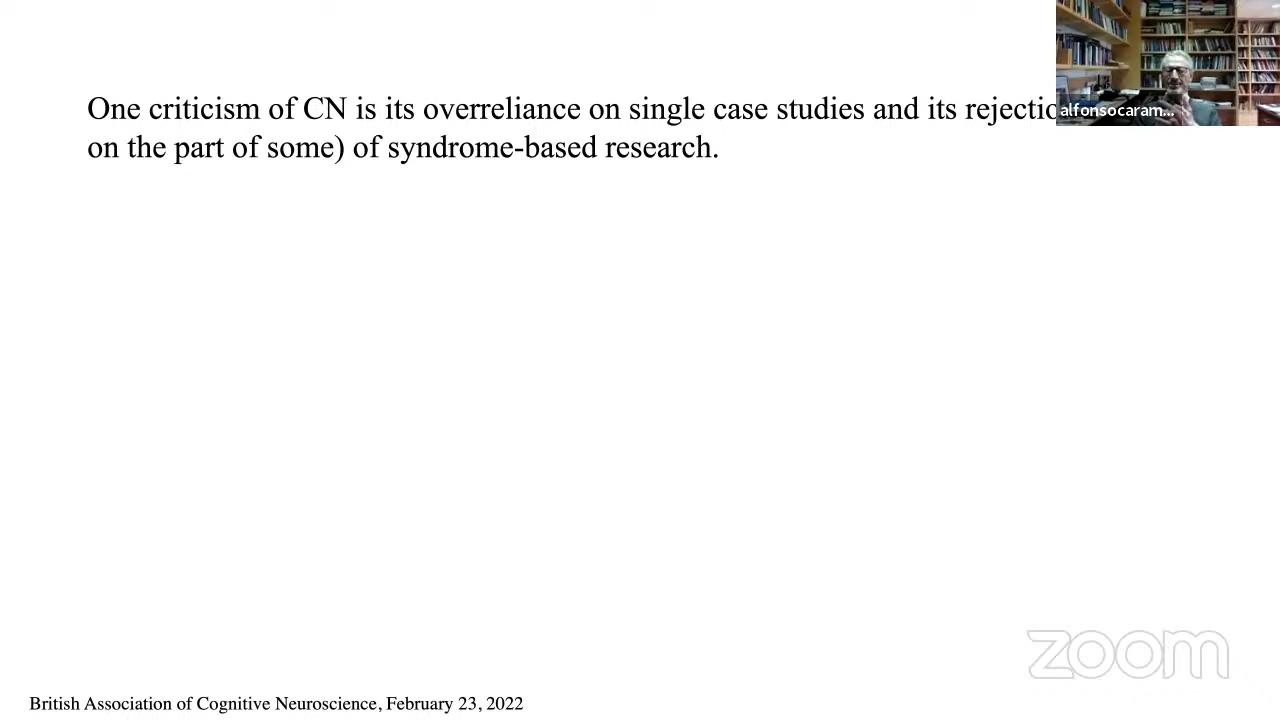 One criticism of CN is its overreliance on single case studies and its
on the part of some) of syndrome-based research.
alfonsocaram...
zoom
British Association of Cognitive Neuroscience, February 23, 2022